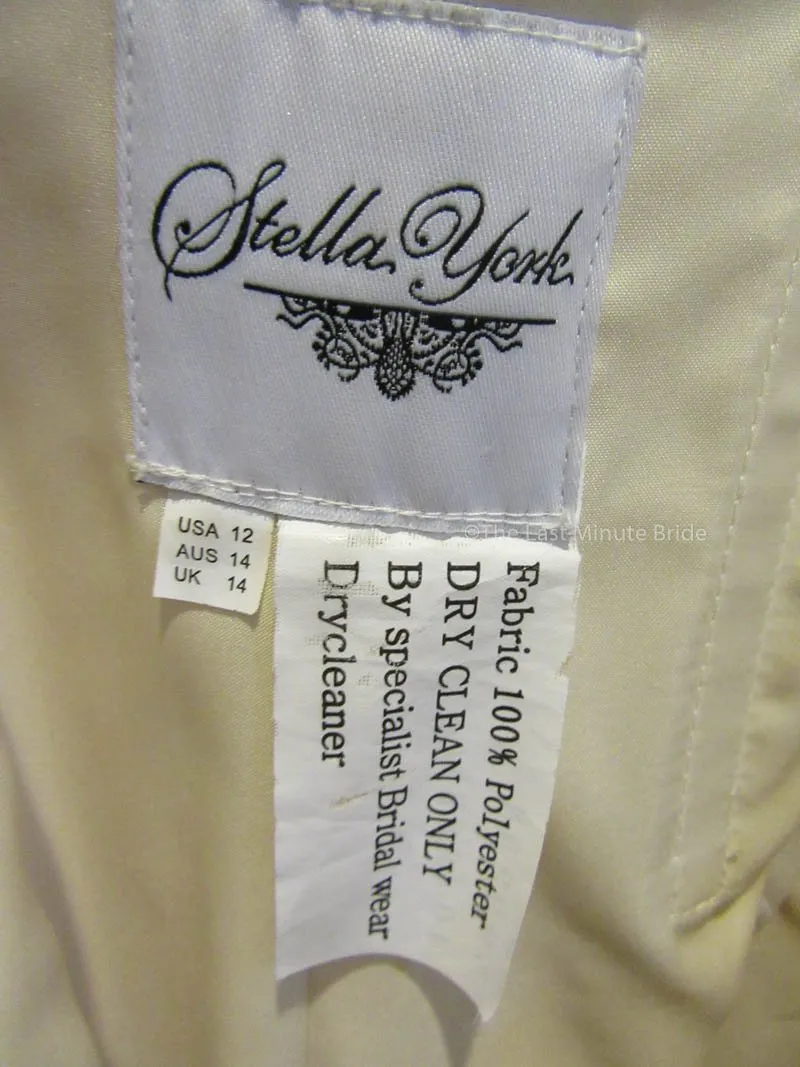 Stella York
USA 12
AUS 14
UK 14
©The Last Minute Bride
Fabric 100% Polyester
DRY CLEAN ONLY
By specialist Bridal wear
Drycleaner